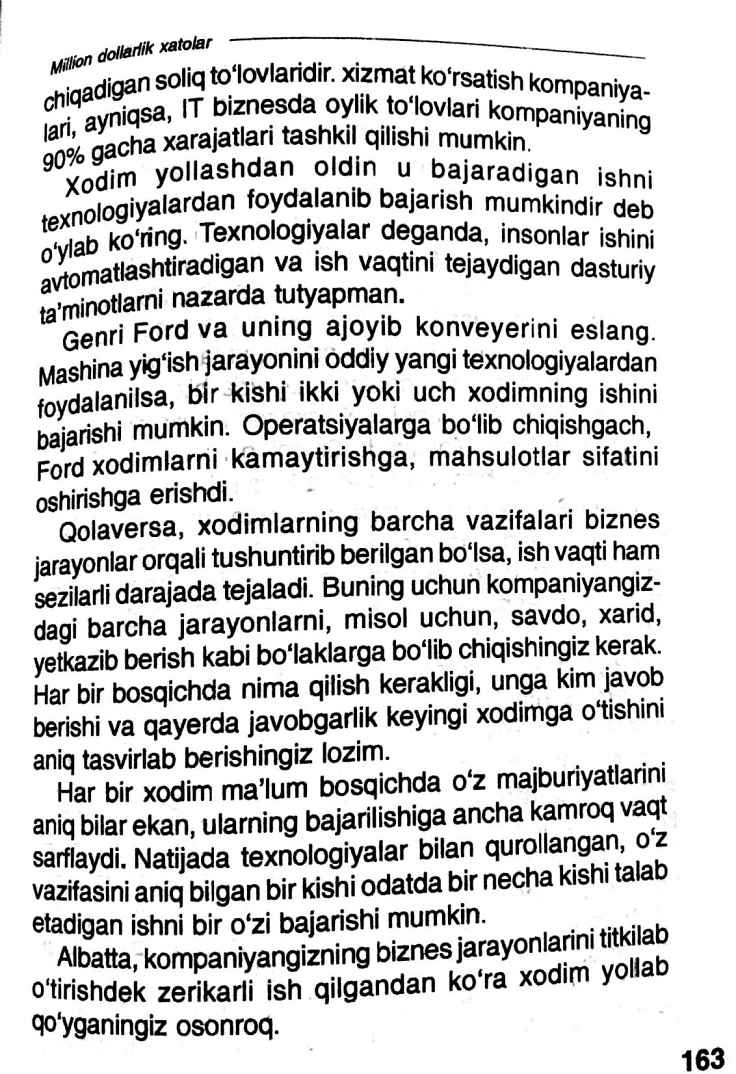 Million dollarlik xatolar
chiqadigan soliq to‘lovlaridir. xizmat ko‘rsatish kompaniya-
lari, ayniqsa, IT biznesda oylik to‘lovlari kompaniyaning
90% gacha xarajatlari tashkil qilishi mumkin.
Xodim yollashdan oldin u bajaradigan ishni
texnologiyalardan foydalanib bajarish mumkindir deb
o‘ylab ko‘ring. Texnologiyalar deganda, insonlar ishini
avtomatlashtiradigan va ish vaqtini tejaydigan dasturiy
ta’minotlarni nazarda tutyapman.
Genri Ford va uning ajoyib konveyerini eslang.
Mashina yig‘ish jarayonini oddiy yangi texnologiyalardan
foydalanilsa, bir kishi ikki yoki uch xodimning ishini
bajarishi mumkin. Operatsiyalarga bo‘lib chiqishgach,
Ford xodimlarni kamaytirishga, mahsulotlar sifatini
oshirishga erishdi.
Qolaversa, xodimlarning barcha vazifalari biznes
jarayonlar orqali tushuntirib berilgan bo‘lsa, ish vaqti ham
sezilarli darajada tejaladi. Buning uchun kompaniyangiz-
dagi barcha jarayonlarni, misol uchun, savdo, xarid,
yetkazib berish kabi bo‘laklarga bo‘lib chiqishingiz kerak.
Har bir bosqichda nima qilish kerakligi, unga kim javob
berishi va qayerda javobgarlik keyingi xodimga o‘tishini
aniq tasvirlab berishingiz lozim.
Har bir xodim ma’lum bosqichda o‘z majburiyatlarini
aniq bilar ekan, ularning bajarilishiga ancha kamroq vaqt
sarflaydi. Natijada texnologiyalar bilan qurollangan, o‘z
vazifasini aniq bilgan bir kishi odatda bir necha kishi talab
etadigan ishni bir o‘zi bajarishi mumkin.
Albatta, kompaniyangizning biznes jarayonlarini titkilab
o‘tirishdek zerikarli ish qilgandan ko‘ra xodim yollab
qo‘yganingiz osonroq.
163